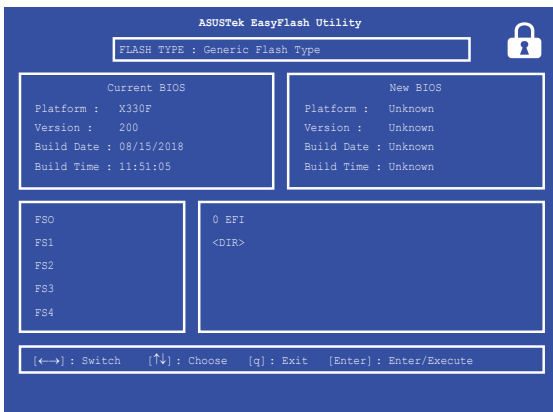 ASUSTek EasyFlash Utility
FLASH TYPE : Generic Flash Type
Current BIOS
Platform : X330F
Version : 200
Build Date : 08/15/2018
Build Time : 11:51:05
New BIOS
Platform : Unknown
Version : Unknown
Build Date : Unknown
Build Time : Unknown
FSO
FS1
FS2
FS3
FS4
0 EFI
<DIR>
[←→] : Switch [↑↓] : Choose [q] : Exit [Enter] : Enter/Execute